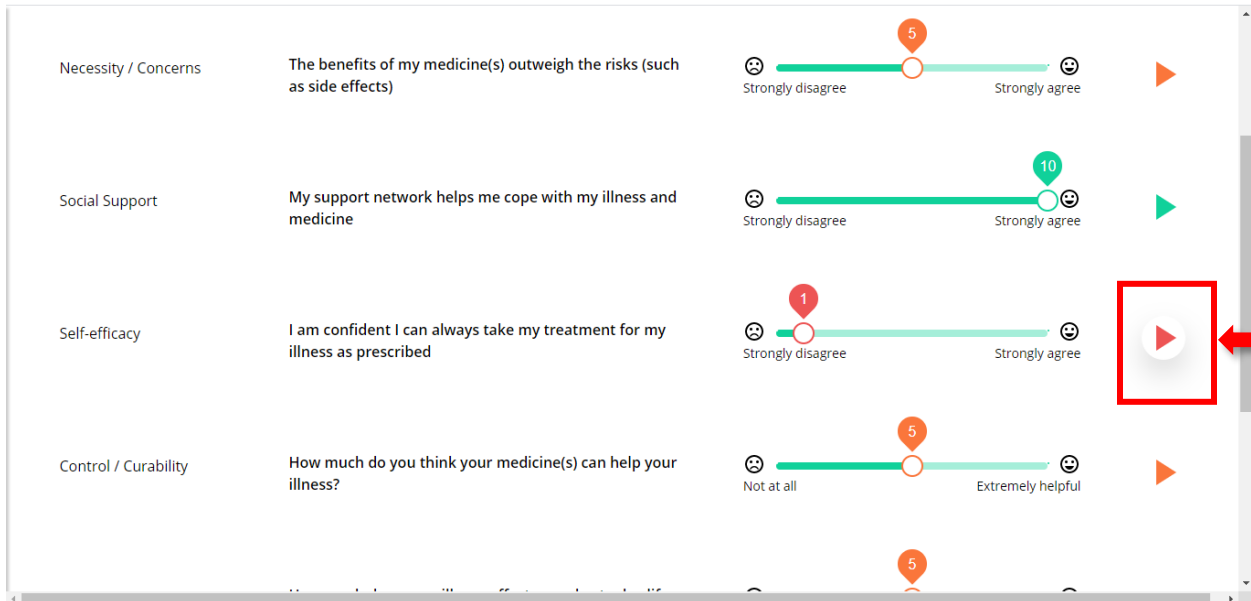 5
Necessity / Concerns
The benefits of my medicine(s) outweigh the risks (such
as side effects)
Strongly disagree
Strongly agree
10
Social Support
My support network helps me cope with my illness and
medicine
Strongly disagree
Strongly agree
1
Self-efficacy
I am confident I can always take my treatment for my
illness as prescribed
Strongly disagree
Strongly agree
5
Control / Curability
How much do you think your medicine(s) can help your
illness?
Not at all
Extremely helpful
5